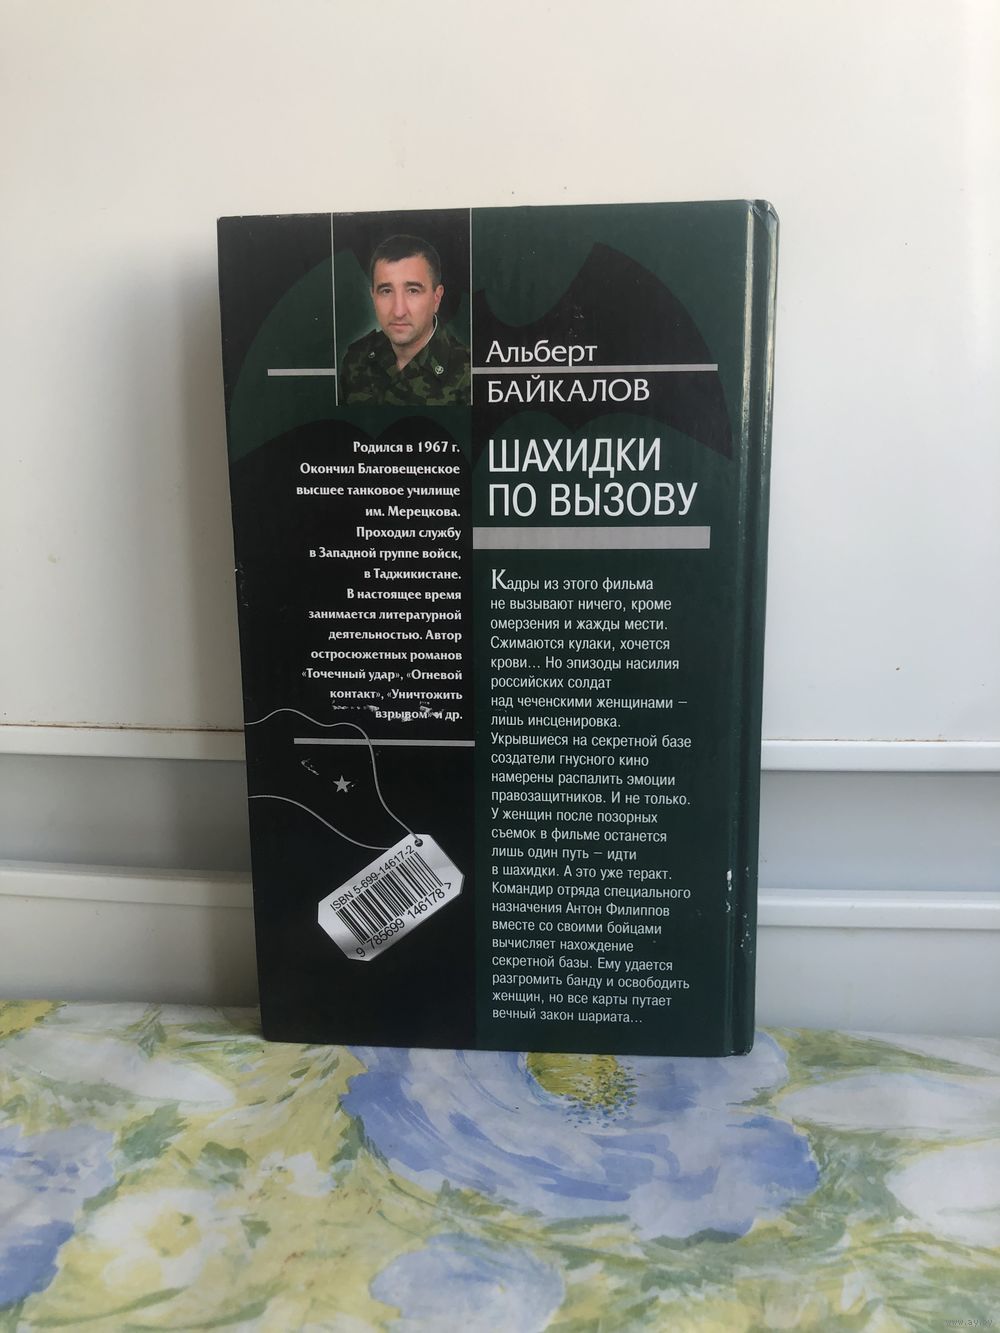 Альберт
БАЙКАЛОВ
ШАХИДКИ
ПО ВЫЗОВУ
Родился в 1967 г.
Окончил Благовещенское
высшее танковое училище
им. Мерецкова.
Проходил службу
в Западной группе войск,
в Таджикистане.
В настоящее время
занимается литературной
деятельностью. Автор
остросюжетных романов
«Точечный удар», «Огневой
контакт», «Уничтожить
взрывом» и др.
Кадры из этого фильма
не вызывают ничего, кроме
омерзения и жажды мести.
Сжимаются кулаки, хочется
крови... Но эпизоды насилия
российских солдат
над чеченскими женщинами –
лишь инсценировка.
Укрывшиеся на секретной базе
создатели гнусного кино
намерены распалить эмоции
правозащитников. И не только.
У женщин после позорных
съемок в фильме останется
лишь один путь – идти
в шахидки. А это уже теракт.
Командир отряда специального
назначения Антон Филиппов
вместе со своими бойцами
вычисляет нахождение
секретной базы. Ему удается
разгромить банду и освободить
женщин, но все карты путает
вечный закон шариата...
ISBN 5-699-14617-2
9 785699 146178 >
www.ay.by